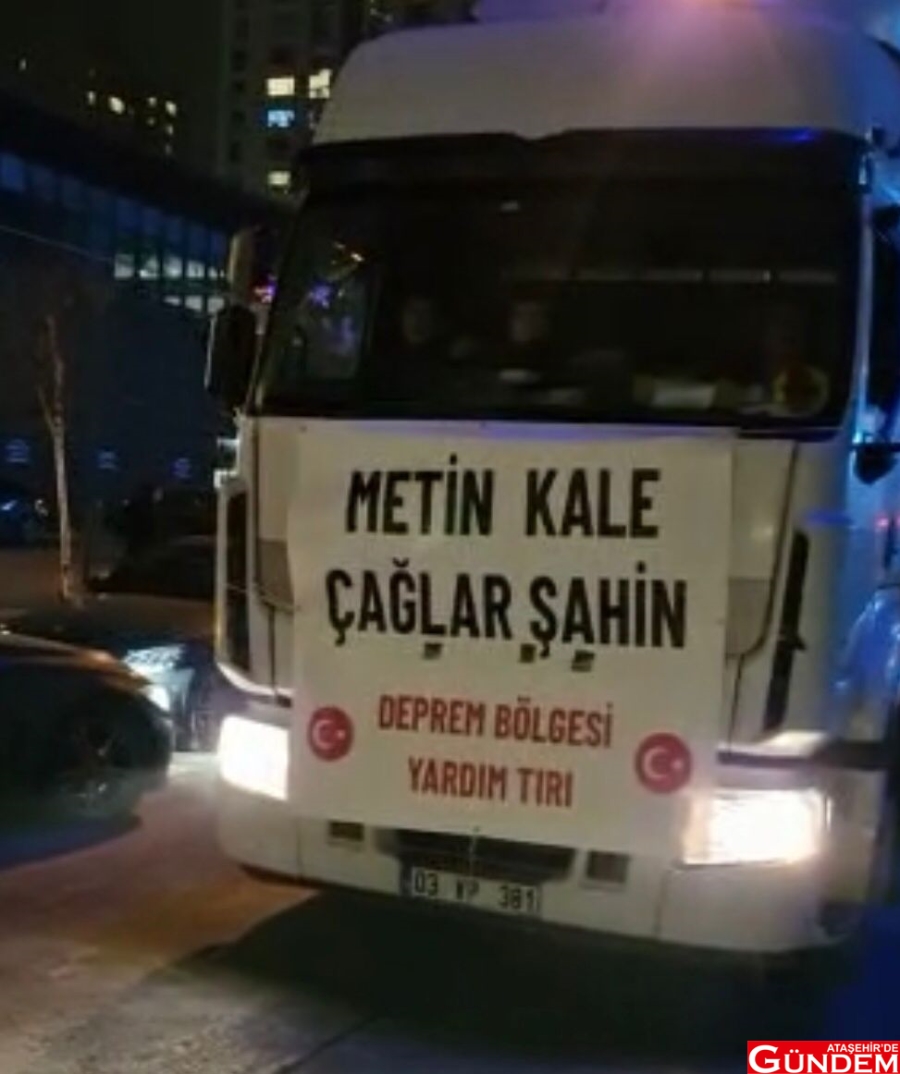 METİN KALE
ÇAĞLAR ŞAHİN
DEPREM BÖLGESİ
YARDIM TIRI
03 VP 381
ATAŞEHİR'DE
GÜNDEM